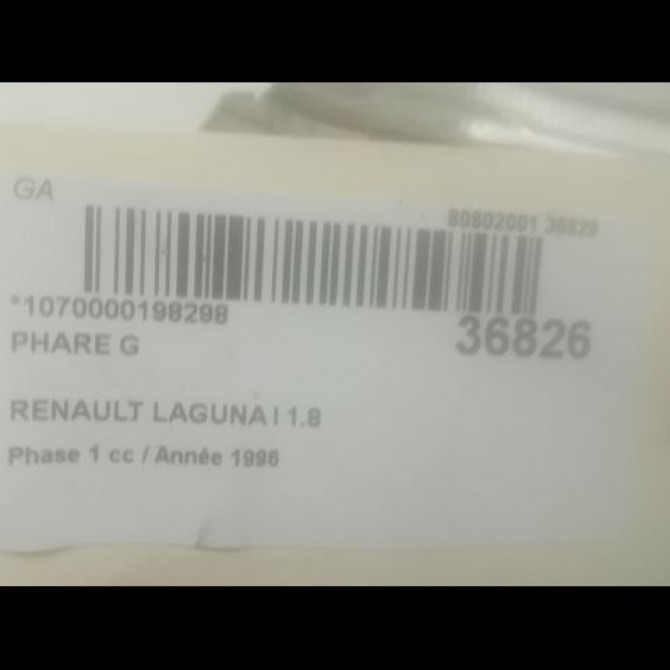 GA
80802001 36826
*1070000198298
36826
PHARE G
RENAULT LAGUNA I 1.8
Phase 1 cc / Année 1996